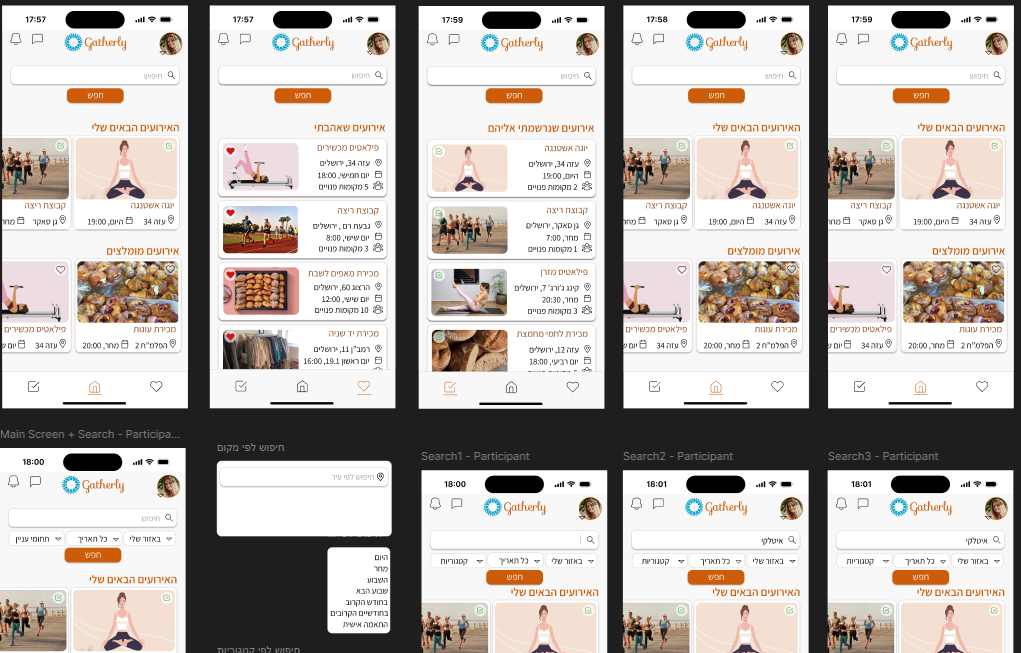 17:57
Gatherly
חיפוש
חפש
האירועים הבאים שלי
יוגה אשטנגה
עזה 34
היום, 19:00
קבוצת ריצה
גן סאקר
מחר
אירועים מומלצים
מכירת עוגות
הפלמ"ח 2
מחר, 20:00
פילאטיס מכשירים
עזה 34
17:57
Gatherly
חיפוש
חפש
אירועים שאהבתי
פילאטיס מכשירים
עזה 34, ירושלים
יום חמישי, 18:00
5 מקומות פנויים
קבוצת ריצה
גבעת רם , ירושלים
יום שישי, 8:00
3 מקומות פנויים
מכירת מאפים לשבת
הרצוג 60, ירושלים
יום שישי, 12:00
10 מקומות פנויים
מכירת יד שניה
רמב"ן 11, ירושלים
יום ראשון 19.1, 16:00
17:59
Gatherly
חיפוש
חפש
אירועים שנרשמתי אליהם
יוגה אשטנגה
עזה 34, ירושלים
היום, 19:00
2 מקומות פנויים
קבוצת ריצה
גן סאקר, ירושלים
מחר, 7:00
1 מקומות פנויים
פילאטיס מזרן
קינג ג'ורג' 7, ירושלים
מחר, 20:30
3 מקומות פנויים
מכירת לחמי מחמצת
עזה 12, ירושלים
יום רביעי, 18:00
17:58
Gatherly
חיפוש
חפש
האירועים הבאים שלי
יוגה אשטנגה
עזה 34
היום, 19:00
קבוצת ריצה
גן סאקר
מחר
אירועים מומלצים
מכירת עוגות
הפלמ"ח 2
מחר, 20:00
פילאטיס מכשירים
עזה 34
17:59
Gatherly
חיפוש
חפש
האירועים הבאים שלי
יוגה אשטנגה
עזה 34
היום, 19:00
קבוצת ריצה
גן סאקר
מחר
אירועים מומלצים
מכירת עוגות
הפלמ"ח 2
מחר, 20:00
פילאטיס מכשירים
עזה 34
Main Screen + Search - Participa...
18:00
Gatherly
חיפוש
באזור שלי
כל תאריך
תחומי עניין
חפש
האירועים הבאים שלי
חיפוש לפי מקום
חיפוש לפי עיר
היום
מחר
השבוע
שבוע הבא
בחודש הקרוב
בחודשיים הקרובים
התאמה אישית
חיפוש לפי קטגוריות
Search1 - Participant
18:00
Gatherly
באזור שלי
כל תאריך
קטגוריות
חפש
האירועים הבאים שלי
Search2 - Participant
18:01
Gatherly
איטלקי
באזור שלי
כל תאריך
קטגוריות
חפש
האירועים הבאים שלי
Search3 - Participant
18:01
Gatherly
איטלקי
באזור שלי
כל תאריך
קטגוריות
חפש
האירועים הבאים שלי